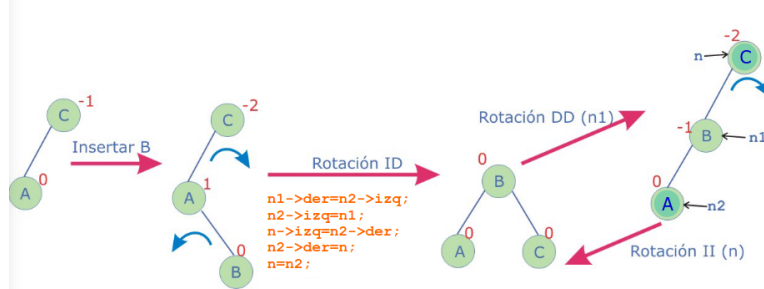 -1
C
0
A
Insertar B
-2
C
1
A
0
B
Rotación ID
n1->der=n2->izq;
n2->izq=n1;
n->izq=n2->der;
n2->der=n;
n=n2;
0
B
0
A
0
C
Rotación DD (n1)
-2
n
C
-1
B
n1
0
A
n2
Rotación II (n)